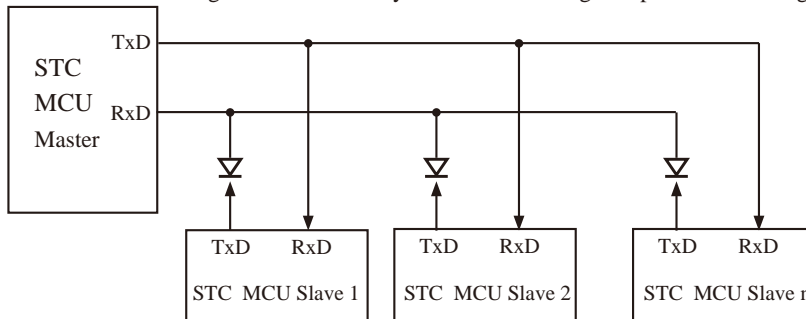 TxD
STC
MCU
RxD
Master
TxD RxD
TxD RxD
TxD RxD
STC MCU Slave 1
STC MCU Slave 2
STC MCU Slave n